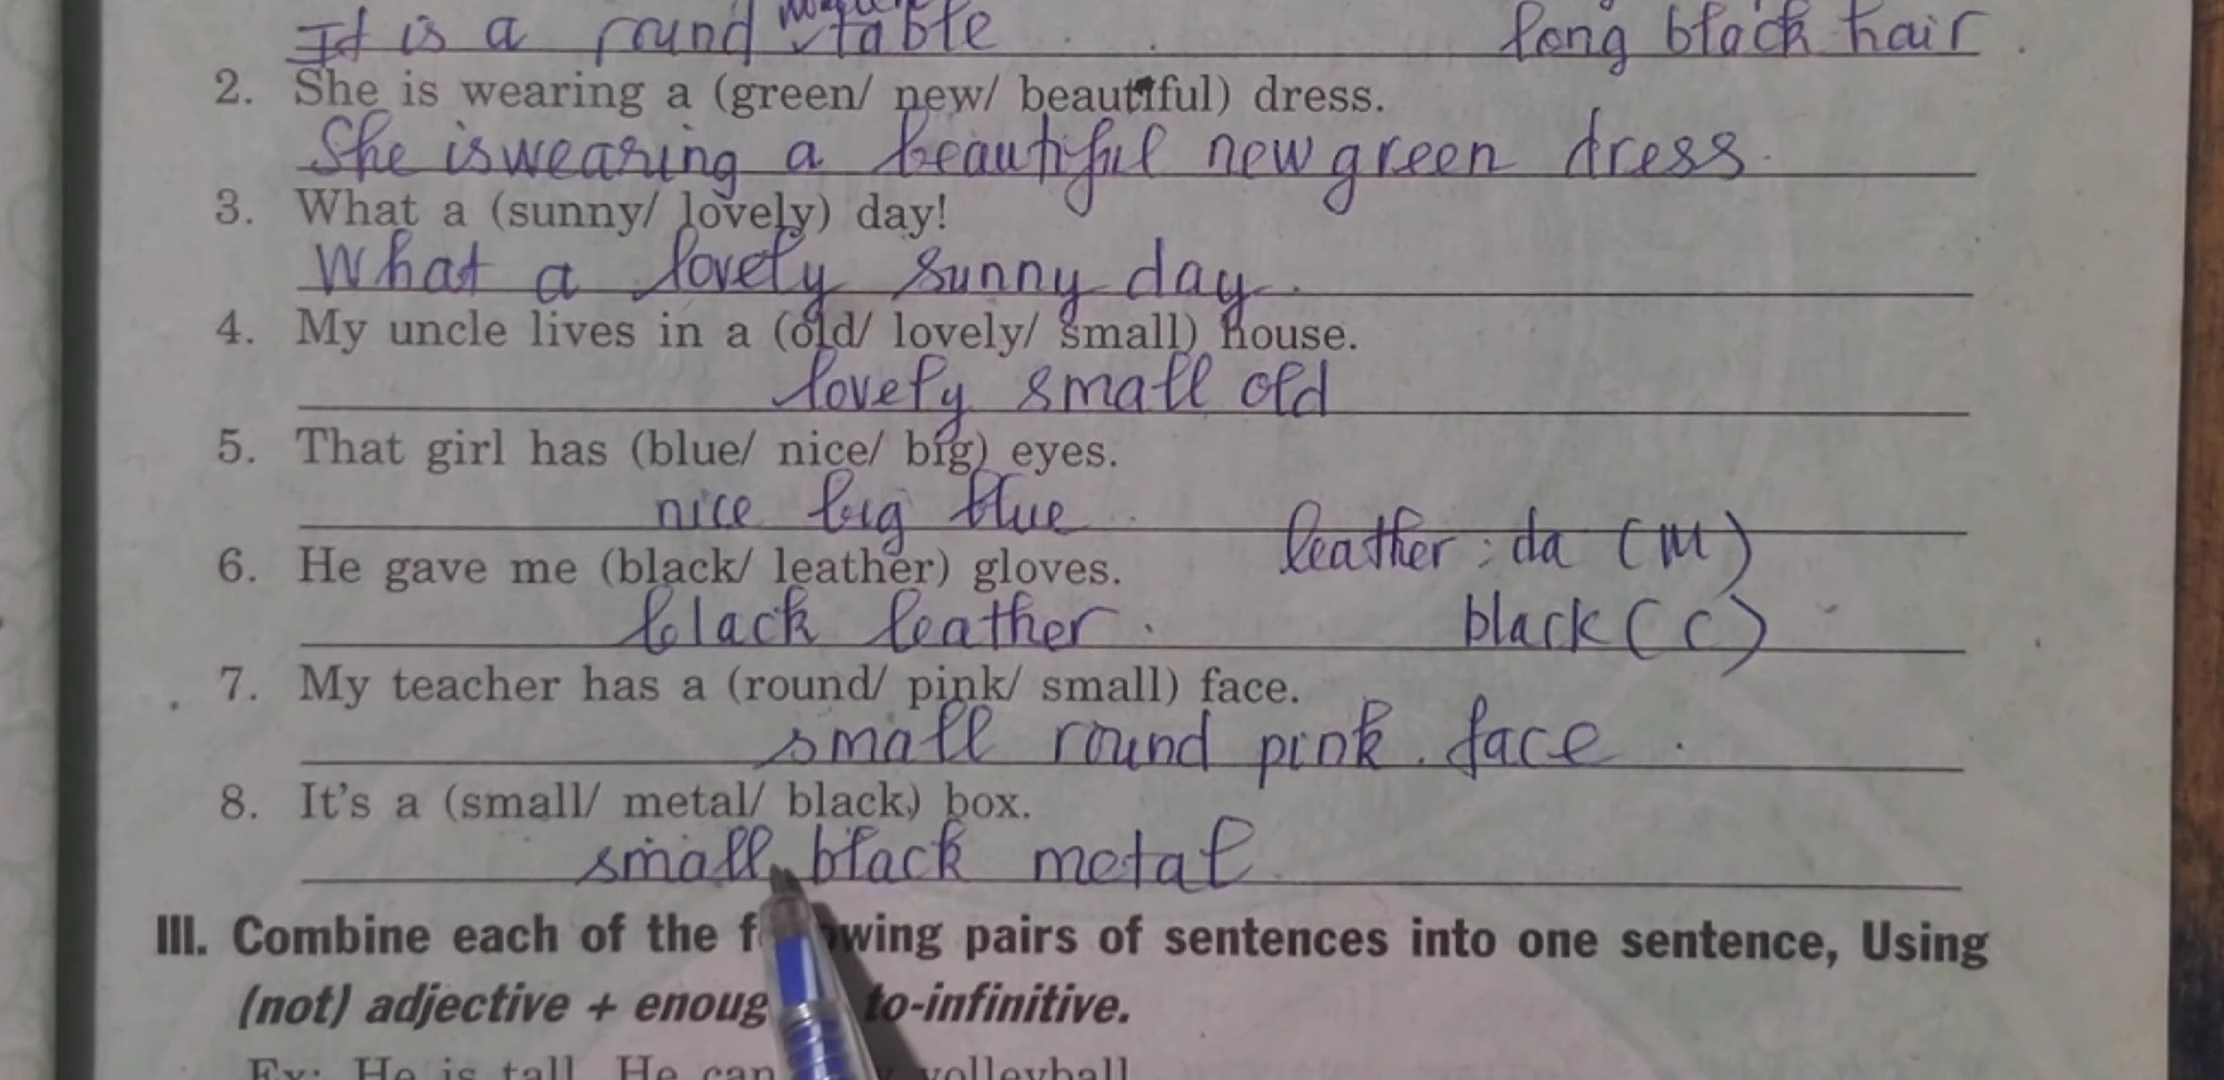 It is a round wooden table long black hair.
2. She is wearing a (green/ new/ beautiful) dress.
She is wearing a beautiful new green dress.
3. What a (sunny/ lovely) day!
What a lovely sunny day.
4. My uncle lives in a (old/ lovely/ small) house.
lovely small old
5. That girl has (blue/ nice/ big) eyes.
nice big blue
leather : da (M)
6. He gave me (black/ leather) gloves.
black leather. black (C)
7. My teacher has a (round/ pink/ small) face.
small round pink face.
8. It's a (small/ metal/ black) box.
small black metal
III. Combine each of the following pairs of sentences into one sentence, Using
(not) adjective + enoug to-infinitive.
Ex: He is tall. He can volleyball